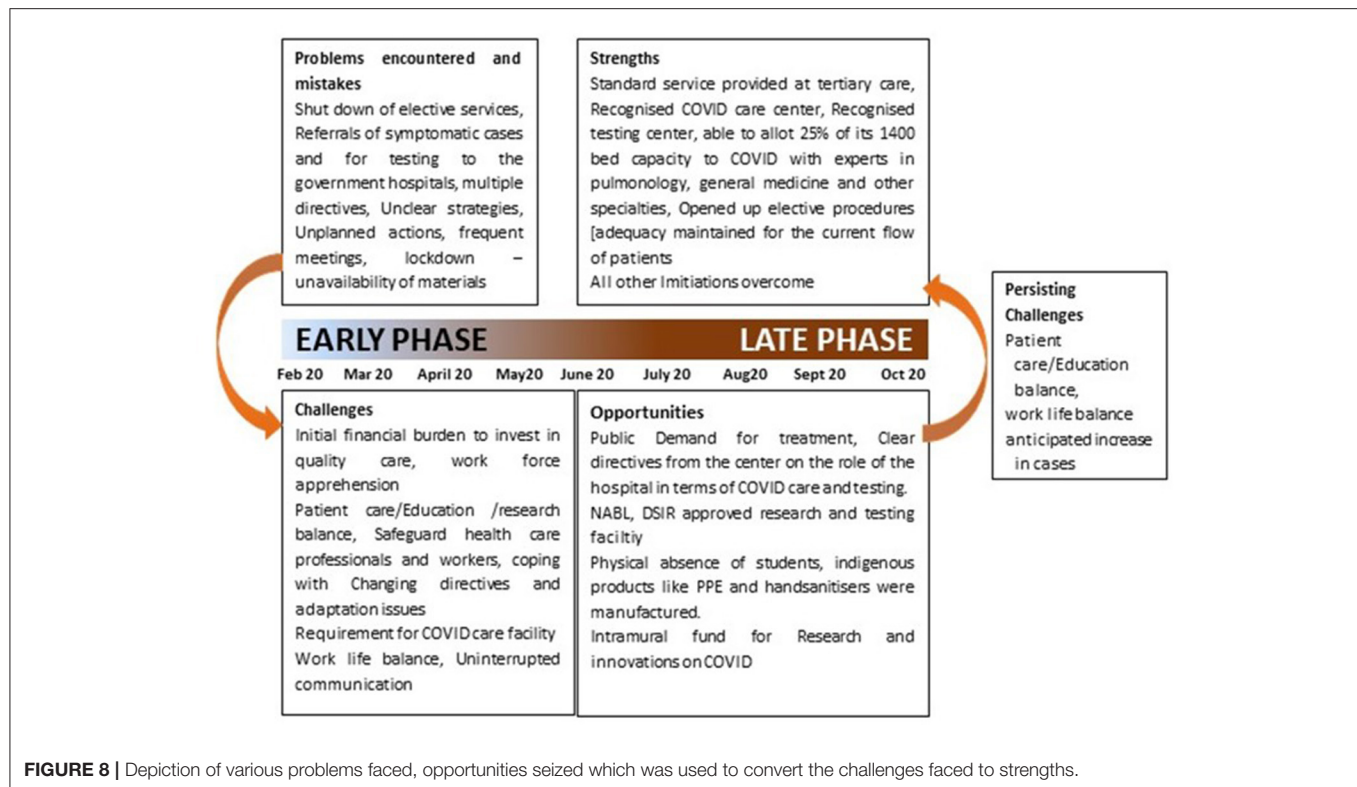 Problems encountered and
mistakes
Shut down of elective services,
Referrals of symptomatic cases
and for testing to the
government hospitals, multiple
directives, Unclear strategies,
Unplanned actions, frequent
meetings, lockdown –
unavailability of materials
Strengths
Standard service provided at tertiary care,
Recognised COVID care center, Recognised
testing center, able to allot 25% of its 1400
bed capacity to COVID with experts in
pulmonology, general medicine and other
specialties, Opened up elective procedures
[adequacy maintained for the current flow
of patients
All other lmitiations overcome
Persisting
Challenges
Patient
care/Education
balance,
work life balance
anticipated increase
in cases
EARLY PHASE LATE PHASE
Feb 20 Mar 20 April 20 May20 June 20 July 20 Aug20 Sept 20 Oct 20
Challenges
Initial financial burden to invest in
quality care, work force
apprehension
Patient care/Education /research
balance, Safeguard health care
professionals and workers, coping
with Changing directives and
adaptation issues
Requirement for COVID care facility
Work life balance, Uninterrupted
communication
Opportunities
Public Demand for treatment, Clear
directives from the center on the role of the
hospital in terms of COVID care and testing.
NABL, DSIR approved research and testing
faciltiy
Physical absence of students, indigenous
products like PPE and handsanitisers were
manufactured.
Intramural fund for Research and
innovations on COVID
FIGURE 8 | Depiction of various problems faced, opportunities seized which was used to convert the challenges faced to strengths.